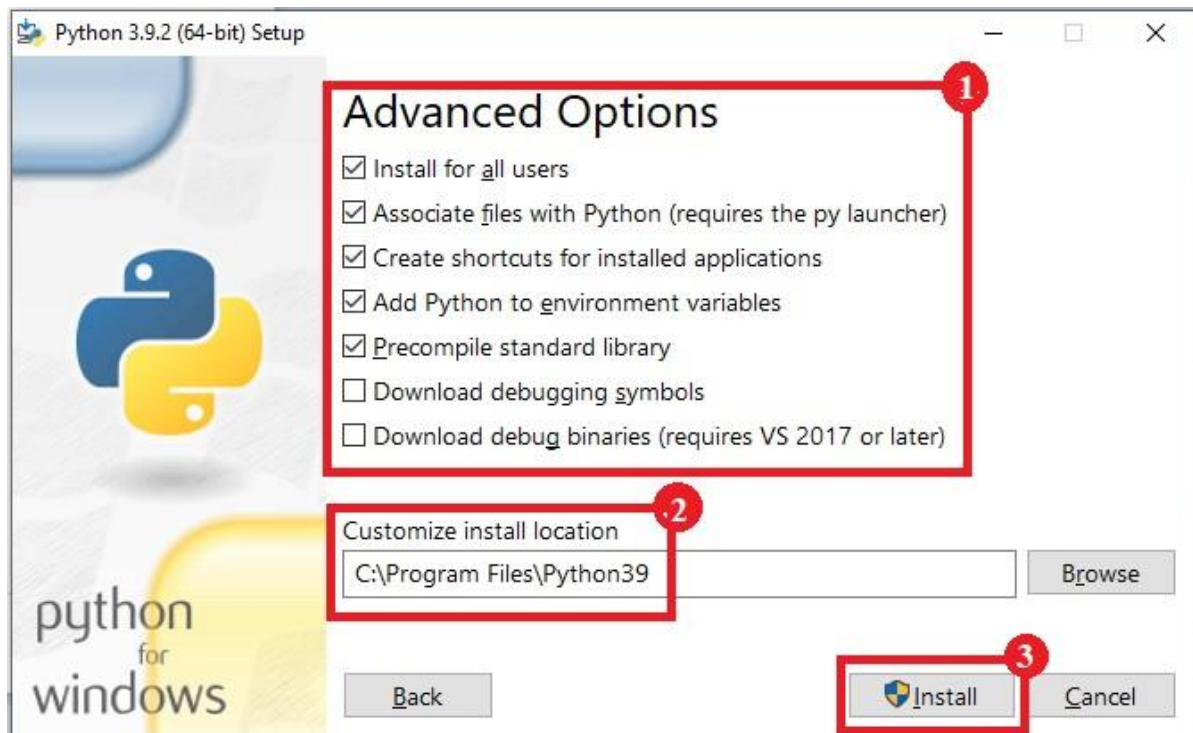 Python 3.9.2 (64-bit) Setup
1
Advanced Options
Install for all users
Associate files with Python (requires the py launcher)
Create shortcuts for installed applications
Add Python to environment variables
Precompile standard library
Download debugging symbols
Download debug binaries (requires VS 2017 or later)
2
Customize install location
C:\Program Files\Python39
Browse
python
for
windows
3
Back
Install
Cancel